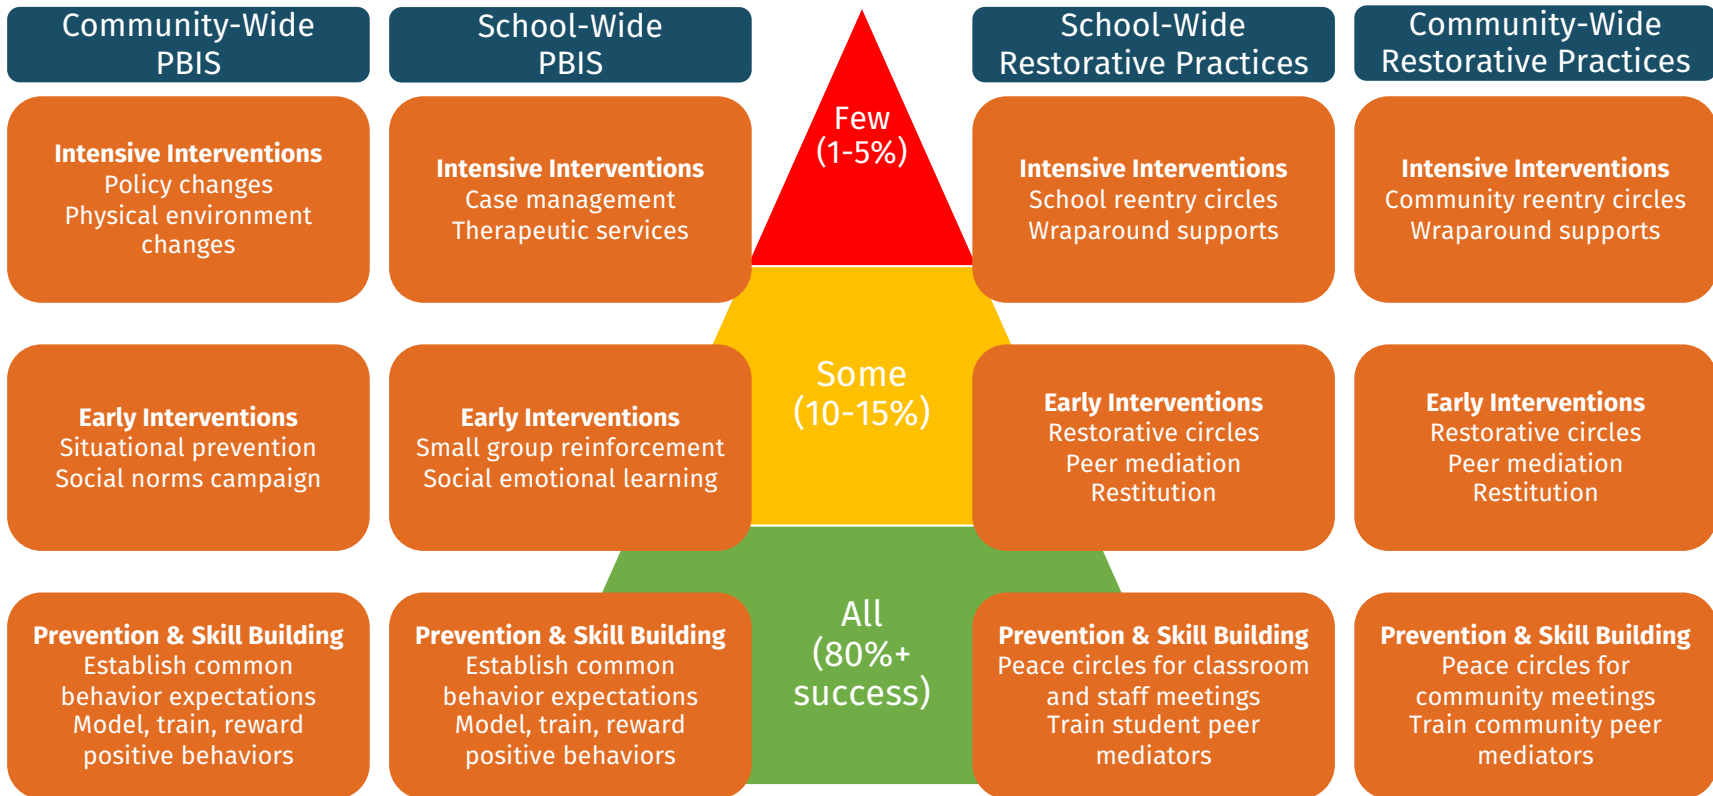 Community-Wide
PBIS
School-Wide
PBIS
School-Wide
Restorative Practices
Community-Wide
Restorative Practices
Intensive Interventions
Policy changes
Physical environment
changes
Intensive Interventions
Case management
Therapeutic services
Few
(1-5%)
Intensive Interventions
School reentry circles
Wraparound supports
Intensive Interventions
Community reentry circles
Wraparound supports
Early Interventions
Situational prevention
Social norms campaign
Early Interventions
Small group reinforcement
Social emotional learning
Some
(10-15%)
Early Interventions
Restorative circles
Peer mediation
Restitution
Early Interventions
Restorative circles
Peer mediation
Restitution
Prevention & Skill Building
Establish common
behavior expectations
Model, train, reward
positive behaviors
Prevention & Skill Building
Establish common
behavior expectations
Model, train, reward
positive behaviors
All
(80%+
success)
Prevention & Skill Building
Peace circles for classroom
and staff meetings
Train student peer
mediators
Prevention & Skill Building
Peace circles for
community meetings
Train community peer
mediators